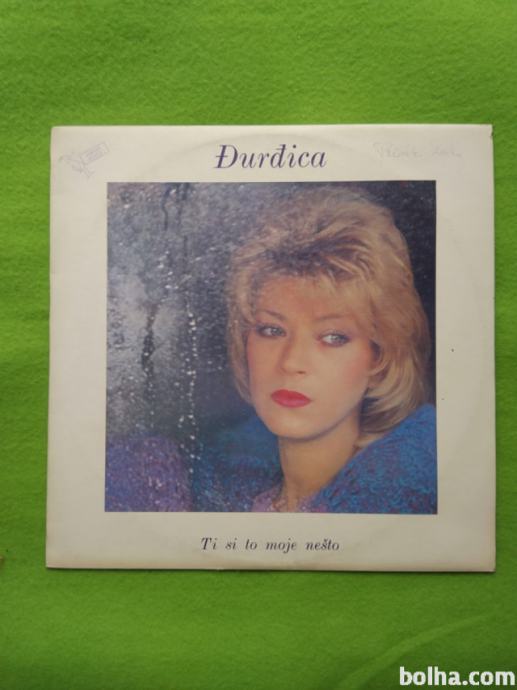 Đurđica
Ti si to moje nešto
bolha.com